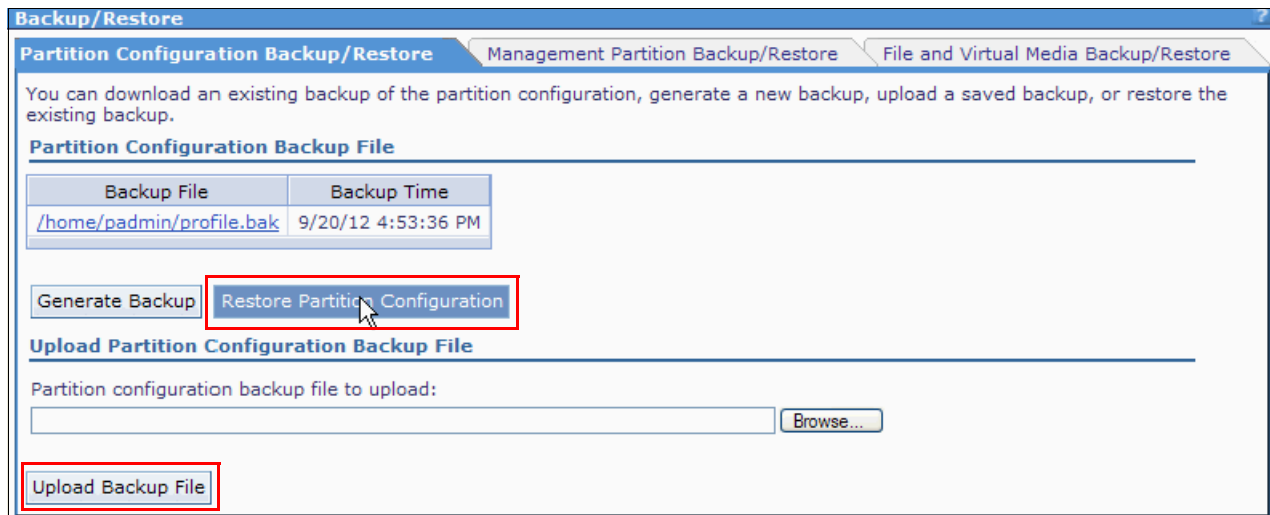 Backup/Restore
?
Partition Configuration Backup/Restore
Management Partition Backup/Restore
File and Virtual Media Backup/Restore
You can download an existing backup of the partition configuration, generate a new backup, upload a saved backup, or restore the
existing backup.
Partition Configuration Backup File
Backup File
Backup Time
/home/padmin/profile.bak
9/20/12 4:53:36 PM
Generate Backup
Restore Partition Configuration
Upload Partition Configuration Backup File
Partition configuration backup file to upload:
Browse...
Upload Backup File